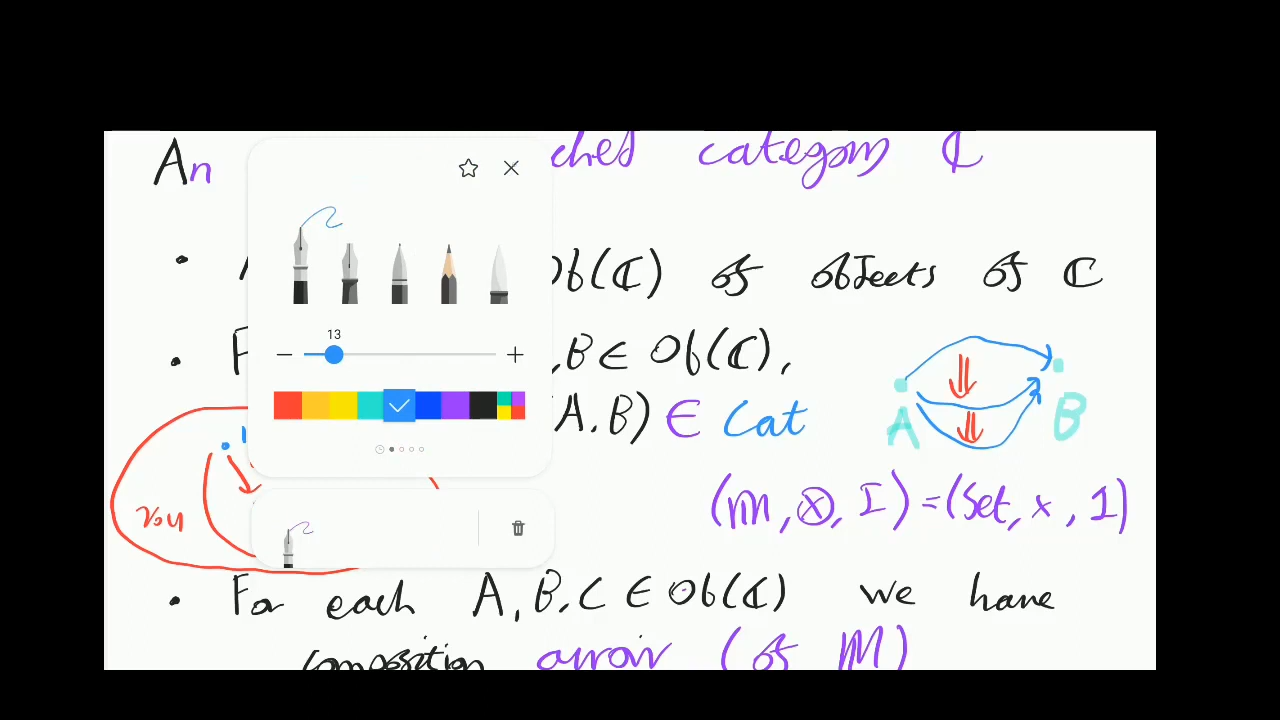 An ched category ℂ
Ob(ℂ) of objects of ℂ
13
F , B ∈ Ob(ℂ),
(A, B) ∈ Cat
A B
you
(M, ⊗, I) = (Set, ×, 1)
For each A, B, C ∈ Ob(ℂ) we have
composition arrow (of M)